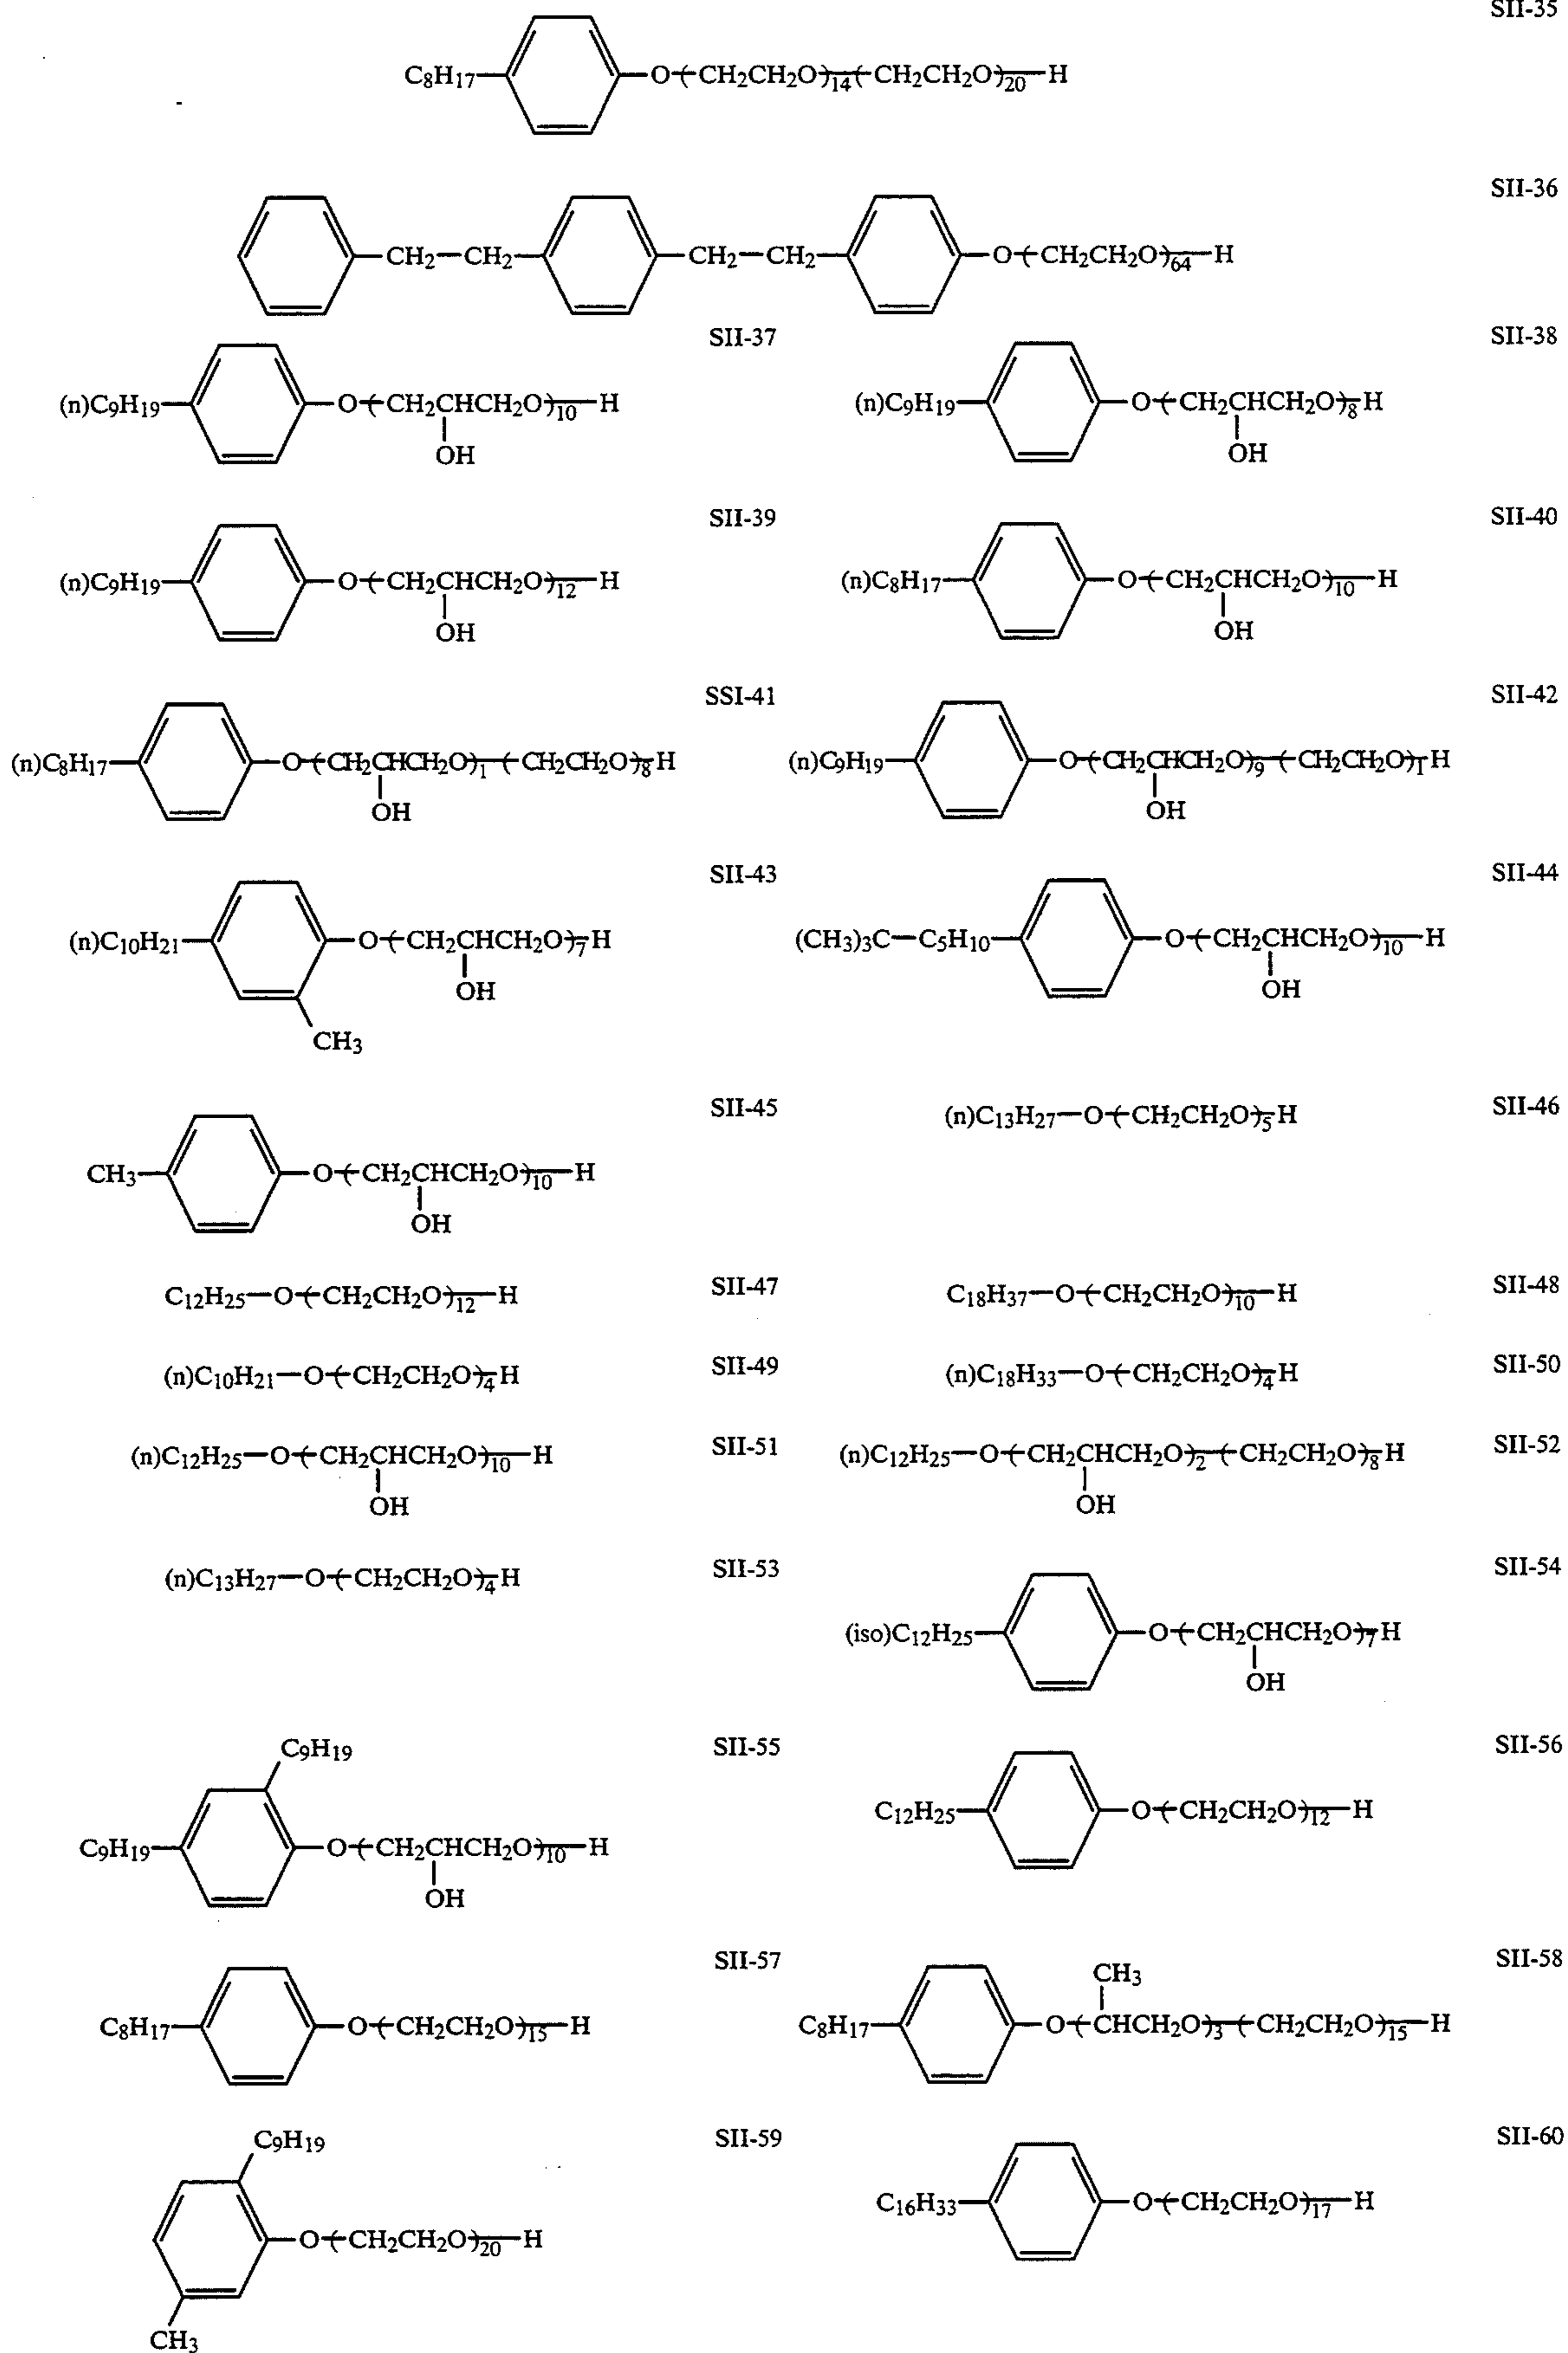 SII-35
C8H17 O(CH2CH2O)14(CH2CH2O)20 H
SII-36
CH2—CH2 CH2—CH2 O(CH2CH2O)64 H
SII-37
(n)C9H19 O(CH2CHCH2O)10 H
OH
SII-38
(n)C9H19 O(CH2CHCH2O)8 H
OH
SII-39
(n)C9H19 O(CH2CHCH2O)12 H
OH
SII-40
(n)C8H17 O(CH2CHCH2O)10 H
OH
SSI-41
(n)C8H17 O(CH2CHCH2O)1(CH2CH2O)8 H
OH
SII-42
(n)C9H19 O(CH2CHCH2O)9(CH2CH2O)1 H
OH
SII-43
(n)C10H21 O(CH2CHCH2O)7 H
OH
CH3
SII-44
(CH3)3C—C5H10 O(CH2CHCH2O)10 H
OH
SII-45
CH3 O(CH2CHCH2O)10 H
OH
SII-46
(n)C13H27—O(CH2CH2O)5 H
SII-47
C12H25—O(CH2CH2O)12 H
SII-48
C18H37—O(CH2CH2O)10 H
SII-49
(n)C10H21—O(CH2CH2O)4 H
SII-50
(n)C18H33—O(CH2CH2O)4 H
SII-51
(n)C12H25—O(CH2CHCH2O)10 H
OH
SII-52
(n)C12H25—O(CH2CHCH2O)2(CH2CH2O)8 H
OH
SII-53
(n)C13H27—O(CH2CH2O)4 H
SII-54
(iso)C12H25 O(CH2CHCH2O)7 H
OH
SII-55
C9H19
C9H19 O(CH2CHCH2O)10 H
OH
SII-56
C12H25 O(CH2CH2O)12 H
SII-57
C8H17 O(CH2CH2O)15 H
SII-58
CH3
C8H17 O(CHCH2O)3(CH2CH2O)15 H
SII-59
C9H19
O(CH2CH2O)20 H
CH3
SII-60
C16H33 O(CH2CH2O)17 H